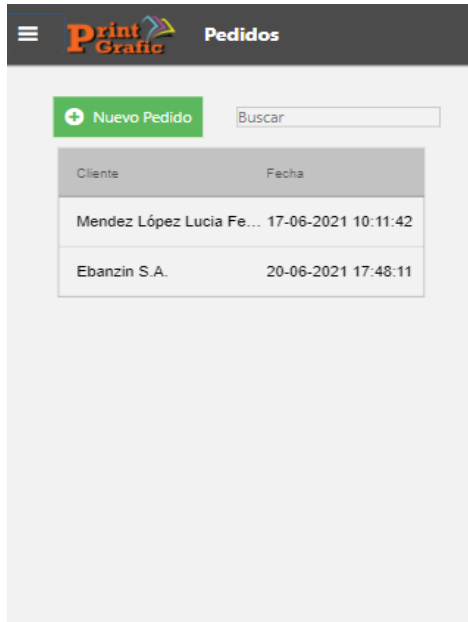 Print Grafic Pedidos
Nuevo Pedido Buscar
Cliente Fecha
Mendez López Lucia Fe... 17-06-2021 10:11:42
Ebanzin S.A. 20-06-2021 17:48:11